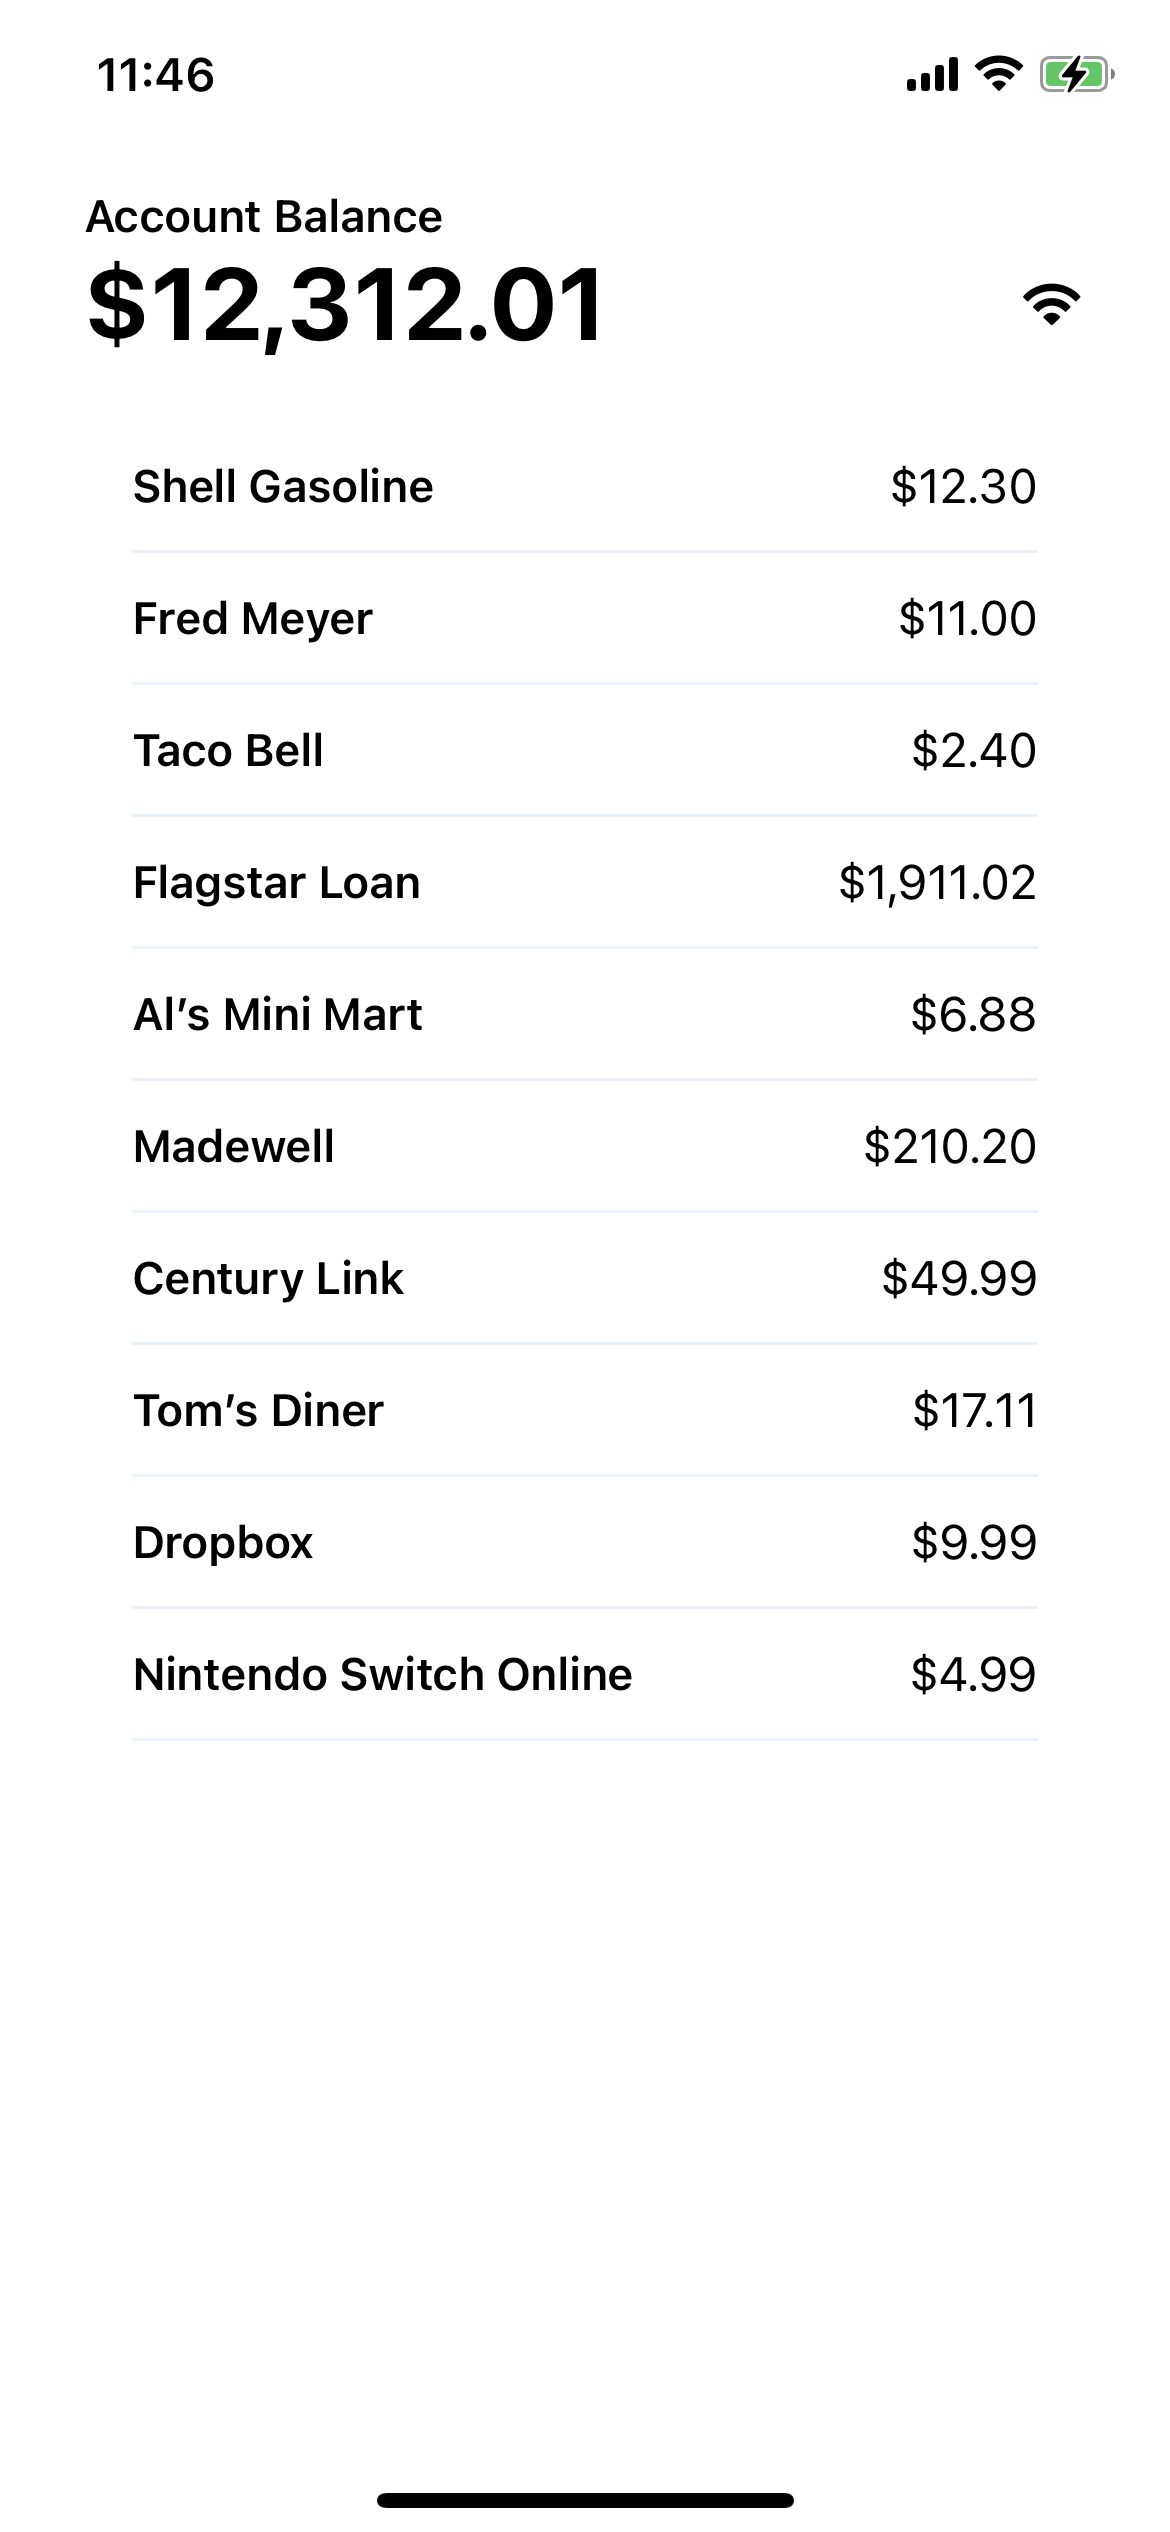 11:46
Account Balance
$12,312.01
Shell Gasoline $12.30
Fred Meyer $11.00
Taco Bell $2.40
Flagstar Loan $1,911.02
Al’s Mini Mart $6.88
Madewell $210.20
Century Link $49.99
Tom’s Diner $17.11
Dropbox $9.99
Nintendo Switch Online $4.99